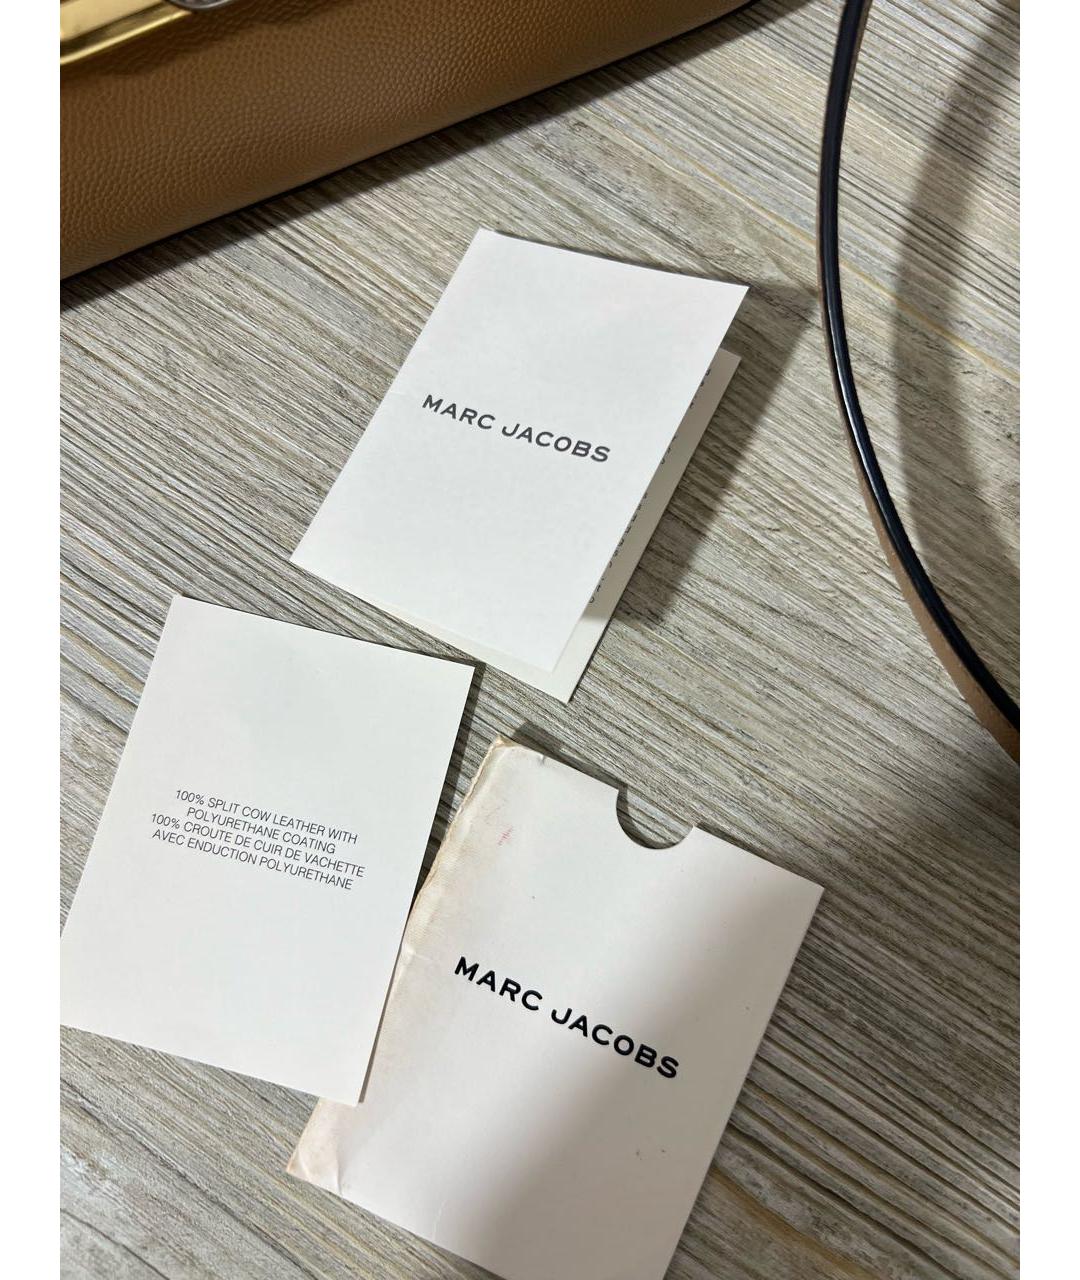 MARC JACOBS
100% SPLIT COW LEATHER WITH
POLYURETHANE COATING
100% CROUTE DE CUIR DE VACHETTE
AVEC ENDUCTION POLYURETHANE
MARC JACOBS